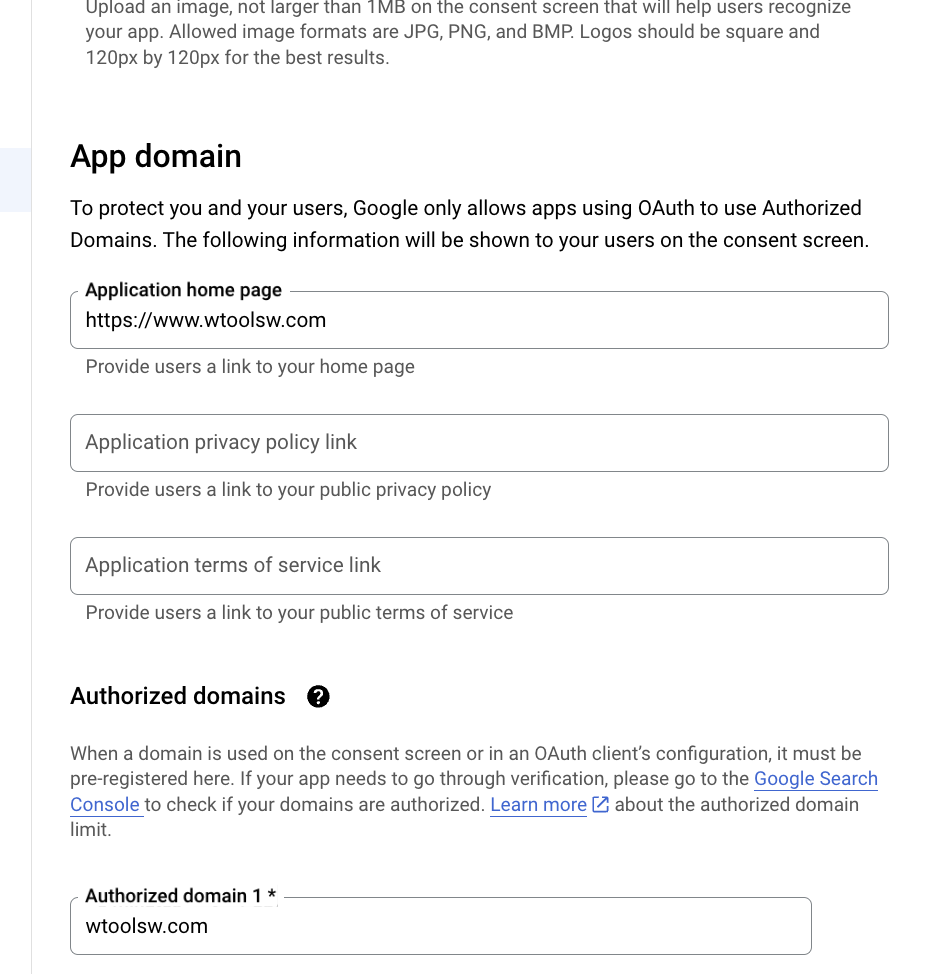 Upload an image, not larger than 1MB on the consent screen that will help users recognize
your app. Allowed image formats are JPG, PNG, and BMP. Logos should be square and
120px by 120px for the best results.
App domain
To protect you and your users, Google only allows apps using OAuth to use Authorized
Domains. The following information will be shown to your users on the consent screen.
Application home page
https://www.wtoolsw.com
Provide users a link to your home page
Application privacy policy link
Provide users a link to your public privacy policy
Application terms of service link
Provide users a link to your public terms of service
Authorized domains ?
When a domain is used on the consent screen or in an OAuth client’s configuration, it must be
pre-registered here. If your app needs to go through verification, please go to the Google Search
Console to check if your domains are authorized. Learn more about the authorized domain
limit.
Authorized domain 1 *
wtoolsw.com